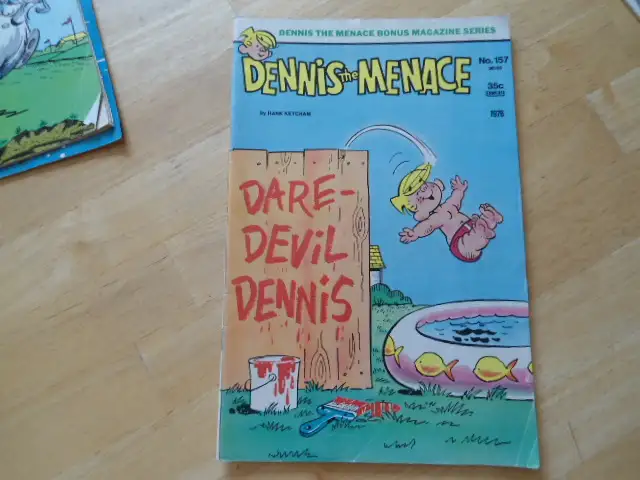 DENNIS THE MENACE BONUS MAGAZINE SERIES
DENNIS the MENACE
No. 157
35c
1978
by HANK KETCHAM
DARE-
DEVIL
DENNIS